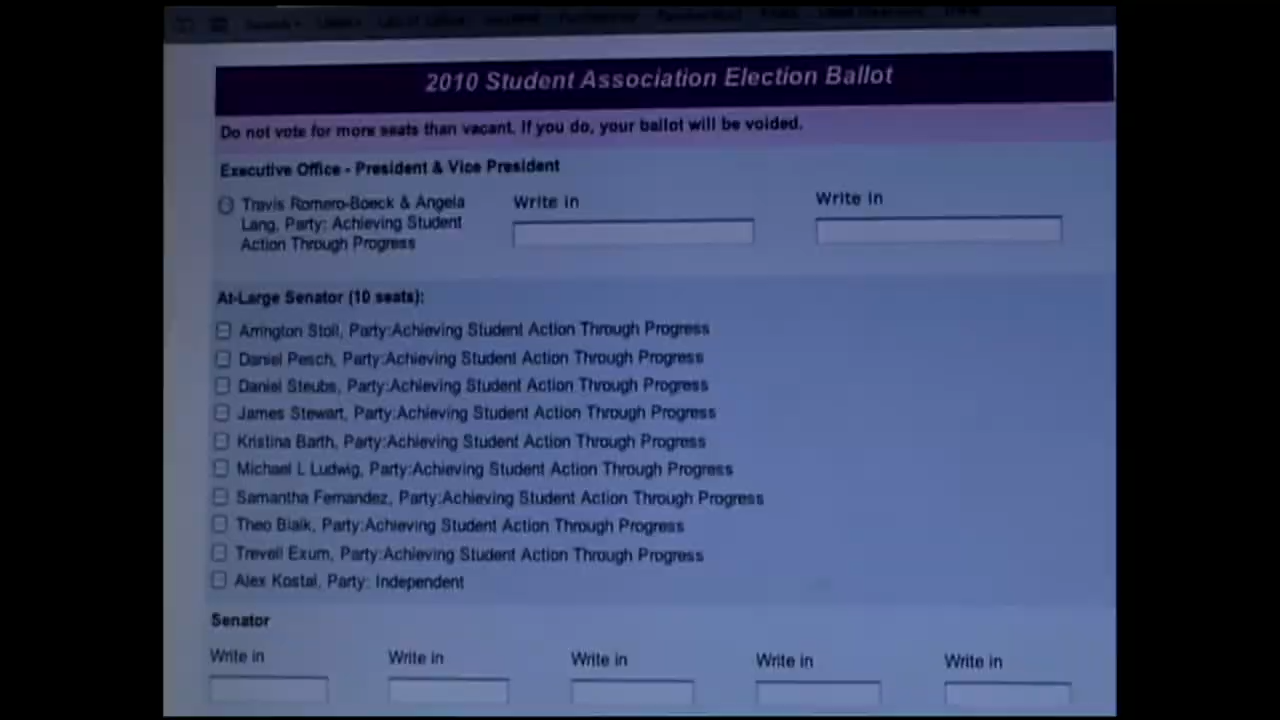 2010 Student Association Election Ballot
Do not vote for more seats than vacant. If you do, your ballot will be voided.
Executive Office - President & Vice President
Travis Romero-Boeck & Angela
Lang, Party: Achieving Student
Action Through Progress
Write in
Write in
At-Large Senator (10 seats):
Arrington Stoll, Party:Achieving Student Action Through Progress
Daniel Pesch, Party:Achieving Student Action Through Progress
Daniel Steubs, Party:Achieving Student Action Through Progress
James Stewart, Party:Achieving Student Action Through Progress
Kristina Barth, Party:Achieving Student Action Through Progress
Michael L Ludwig, Party:Achieving Student Action Through Progress
Samantha Fernandez, Party:Achieving Student Action Through Progress
Theo Bialk, Party:Achieving Student Action Through Progress
Trevell Exum, Party:Achieving Student Action Through Progress
Alex Kostal, Party: Independent
Senator
Write in
Write in
Write in
Write in
Write in